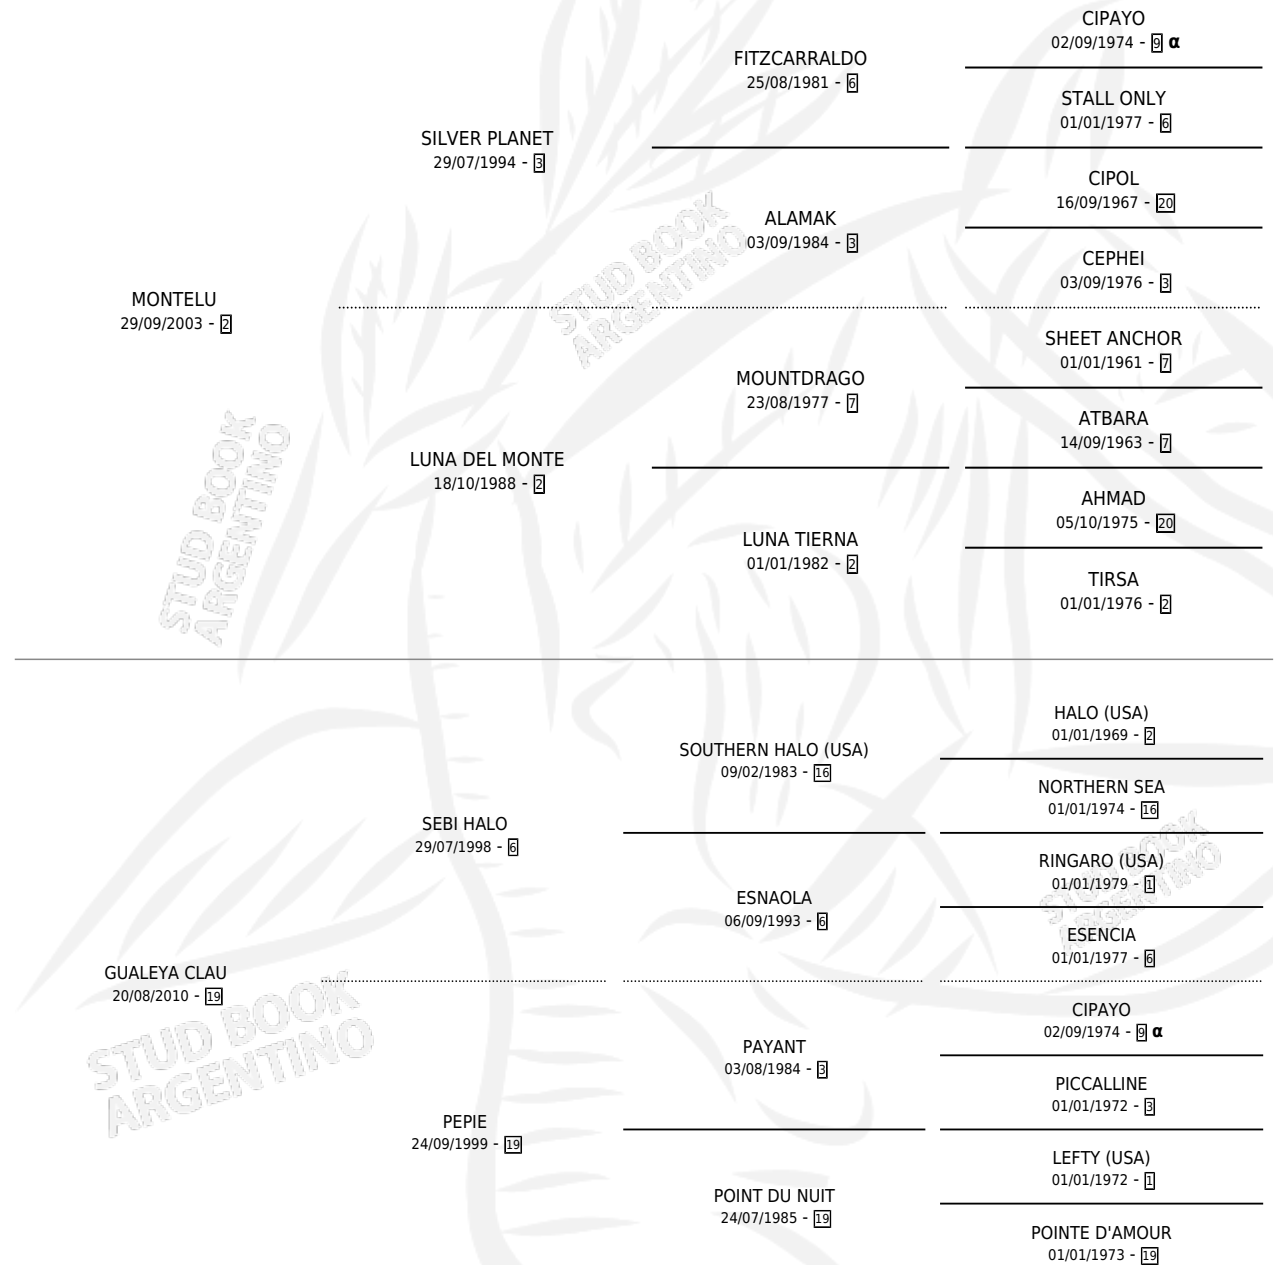 CIPAYO
02/09/1974 - 9 α
FITZCARRALDO
25/08/1981 - 6
STALL ONLY
01/01/1977 - 6
SILVER PLANET
29/07/1994 - 3
CIPOL
16/09/1967 - 20
ALAMAK
03/09/1984 - 3
CEPHEI
03/09/1976 - 3
MONTELU
29/09/2003 - 2
SHEET ANCHOR
01/01/1961 - 7
MOUNTDRAGO
23/08/1977 - 7
ATBARA
14/09/1963 - 7
LUNA DEL MONTE
18/10/1988 - 2
AHMAD
05/10/1975 - 20
LUNA TIERNA
01/01/1982 - 2
TIRSA
01/01/1976 - 2
HALO (USA)
01/01/1969 - 2
SOUTHERN HALO (USA)
09/02/1983 - 16
NORTHERN SEA
01/01/1974 - 16
SEBI HALO
29/07/1998 - 6
RINGARO (USA)
01/01/1979 - 1
ESNAOLA
06/09/1993 - 6
ESENCIA
01/01/1977 - 6
GUALEYA CLAU
20/08/2010 - 19
CIPAYO
02/09/1974 - 9 α
PAYANT
03/08/1984 - 3
PICCALLINE
01/01/1972 - 3
PEPIE
24/09/1999 - 19
LEFTY (USA)
01/01/1972 - 1
POINT DU NUIT
24/07/1985 - 19
POINTE D'AMOUR
01/01/1973 - 19
STUD BOOK
ARGENTINO
STUD BOOK
ARGENTINO
STUD BOOK
ARGENTINO
STUD BOOK
ARGENTINO